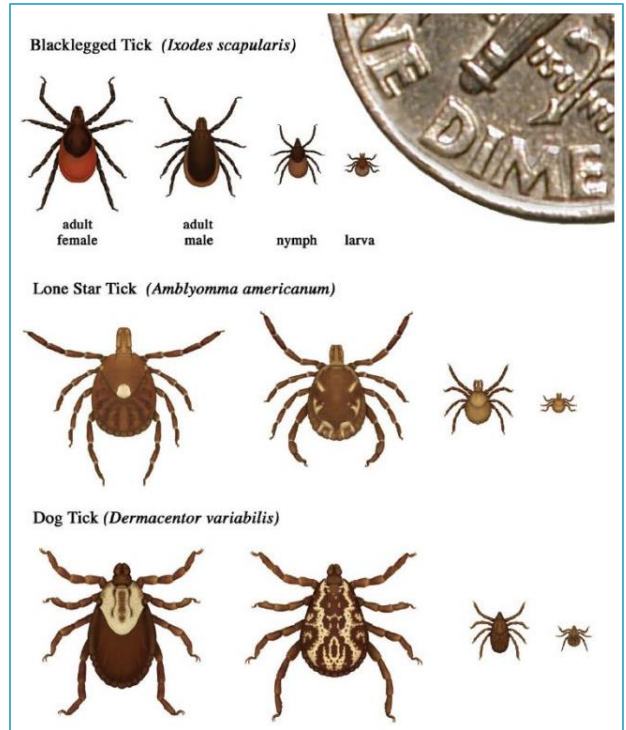 Blacklegged Tick (Ixodes scapularis)
NE DIME
adult female
adult male
nymph
larva
Lone Star Tick (Amblyomma americanum)
Dog Tick (Dermacentor variabilis)